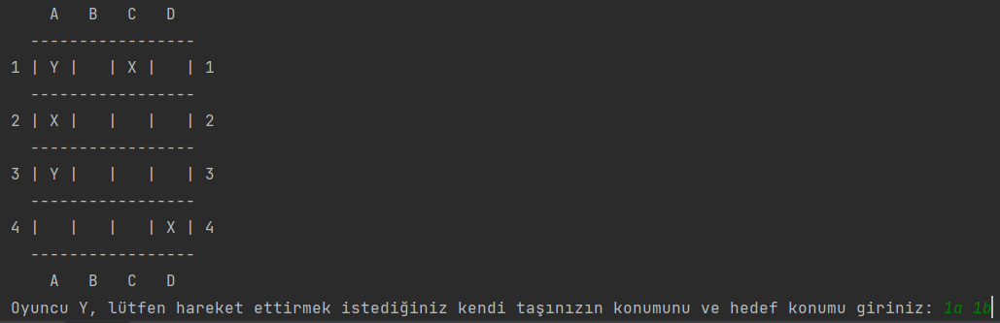 A   B   C   D
  -----------------
1 | Y |   | X |   | 1
  -----------------
2 | X |   |   |   | 2
  -----------------
3 | Y |   |   |   | 3
  -----------------
4 |   |   |   | X | 4
  -----------------
    A   B   C   D
Oyuncu Y, lütfen hareket ettirmek istediğiniz kendi taşınızın konumunu ve hedef konumu giriniz: 1a 1b